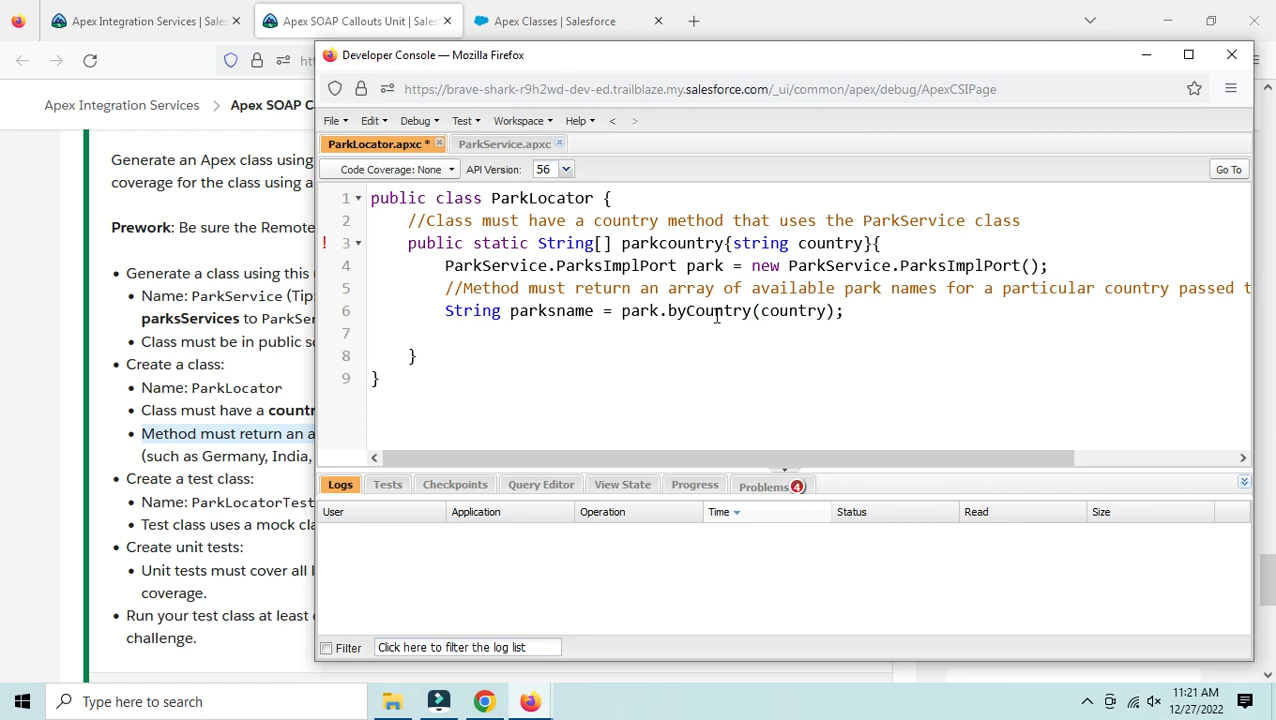 Apex Integration Services | Sales
Apex SOAP Callouts Unit | Sales
Apex Classes | Salesforce
Developer Console — Mozilla Firefox
https://brave-shark-r9h2wd-dev-ed.trailblaze.my.salesforce.com/_ui/common/apex/debug/ApexCSIPage
Apex Integration Services
Apex SOAP C
File Edit Debug Test Workspace Help < >
ParkLocator.apxc *
ParkService.apxc
Code Coverage: None
API Version: 56
Go To
1 public class ParkLocator {
2 //Class must have a country method that uses the ParkService class
3 public static String[] parkcountry{string country}{
4 ParkService.ParksImplPort park = new ParkService.ParksImplPort();
5 //Method must return an array of available park names for a particular country passed t
6 String parksname = park.byCountry(country);
7
8 }
9 }
Generate an Apex class using
coverage for the class using a
Prework: Be sure the Remote
• Generate a class using this
• Name: ParkService (Tip:
parksServices to ParkSer
• Class must be in public s
• Create a class:
• Name: ParkLocator
• Class must have a countr
• Method must return an a
(such as Germany, India,
• Create a test class:
• Name: ParkLocatorTest
• Test class uses a mock cla
• Create unit tests:
• Unit tests must cover all l
coverage.
• Run your test class at least
challenge.
Logs
Tests
Checkpoints
Query Editor
View State
Progress
Problems 4
User
Application
Operation
Time
Status
Read
Size
Filter
Click here to filter the log list
Type here to search
11:21 AM
12/27/2022